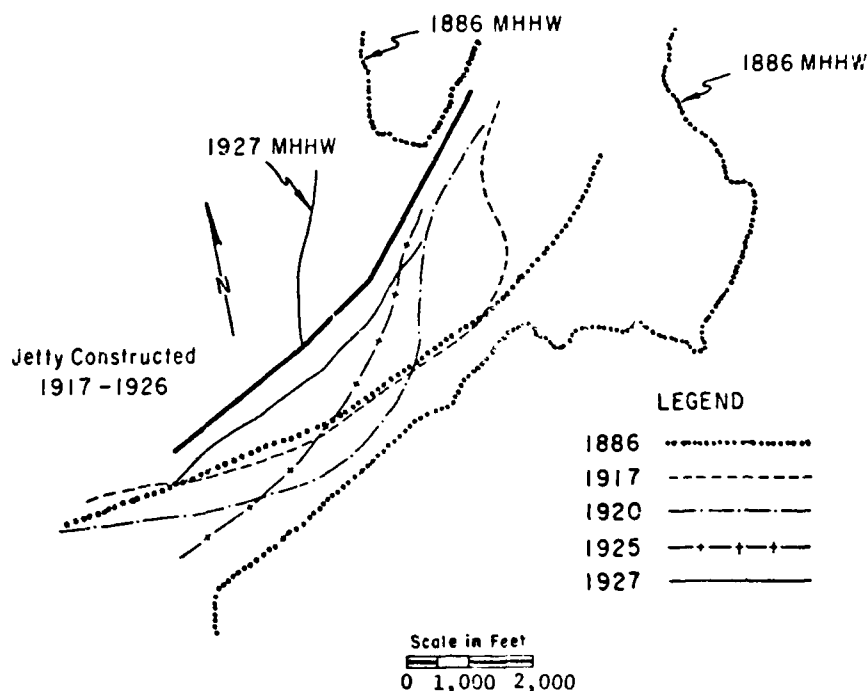 1886 MHHW
1886 MHHW
1927 MHHW
N
Jetty Constructed
1917-1926
LEGEND
1886
1917
1920
1925
1927
Scale in Feet
0 1,000 2,000